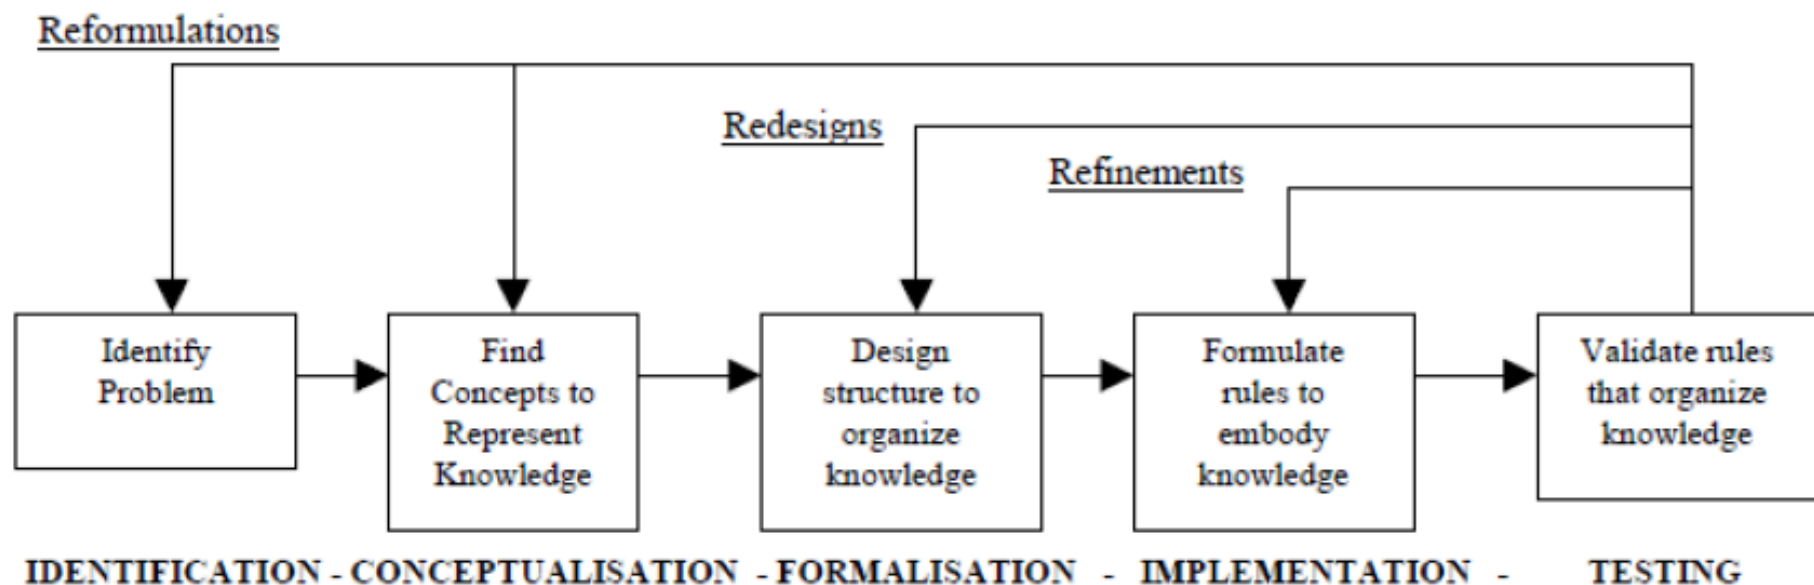 Reformulations
Redesigns
Refinements
Identify
Problem
Find
Concepts to
Represent
Knowledge
Design
structure to
organize
knowledge
Formulate
rules to
embody
knowledge
Validate rules
that organize
knowledge
IDENTIFICATION - CONCEPTUALISATION - FORMALISATION - IMPLEMENTATION - TESTING